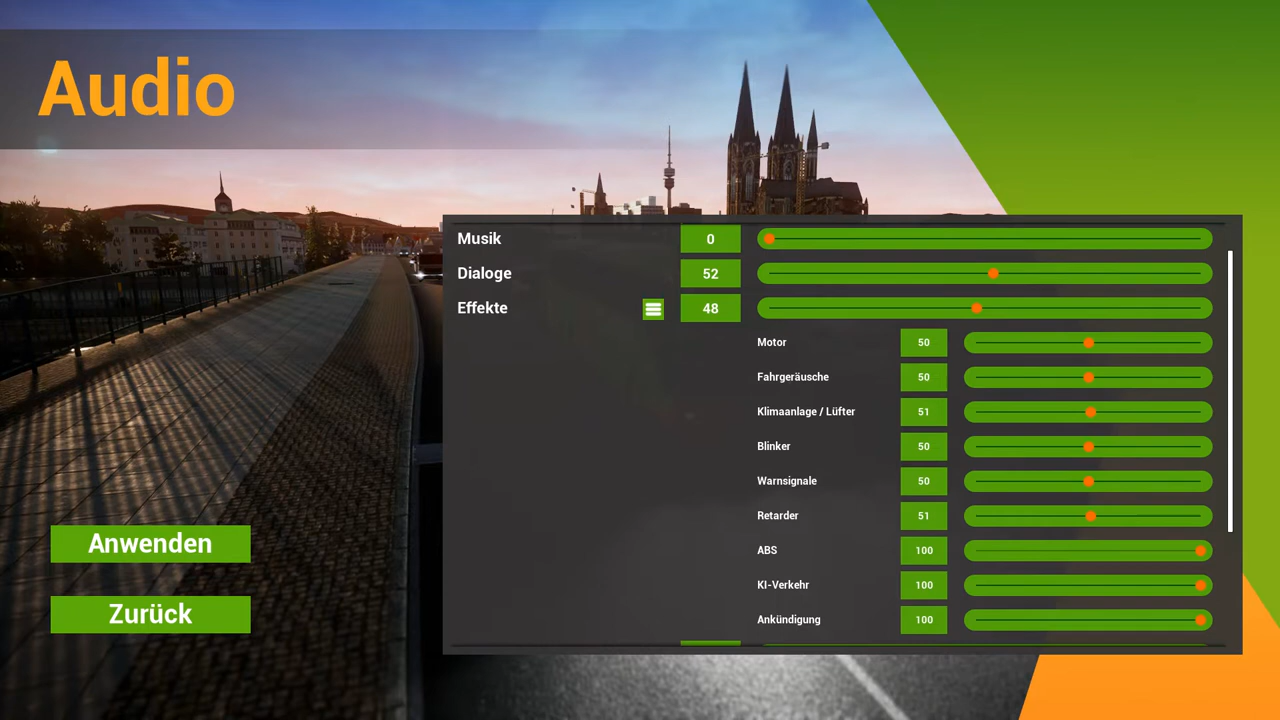 Audio
Musik 0
Dialoge 52
Effekte 48
Motor 50
Fahrgeräusche 50
Klimaanlage / Lüfter 51
Blinker 50
Warnsignale 50
Retarder 51
ABS 100
KI-Verkehr 100
Ankündigung 100
Anwenden
Zurück